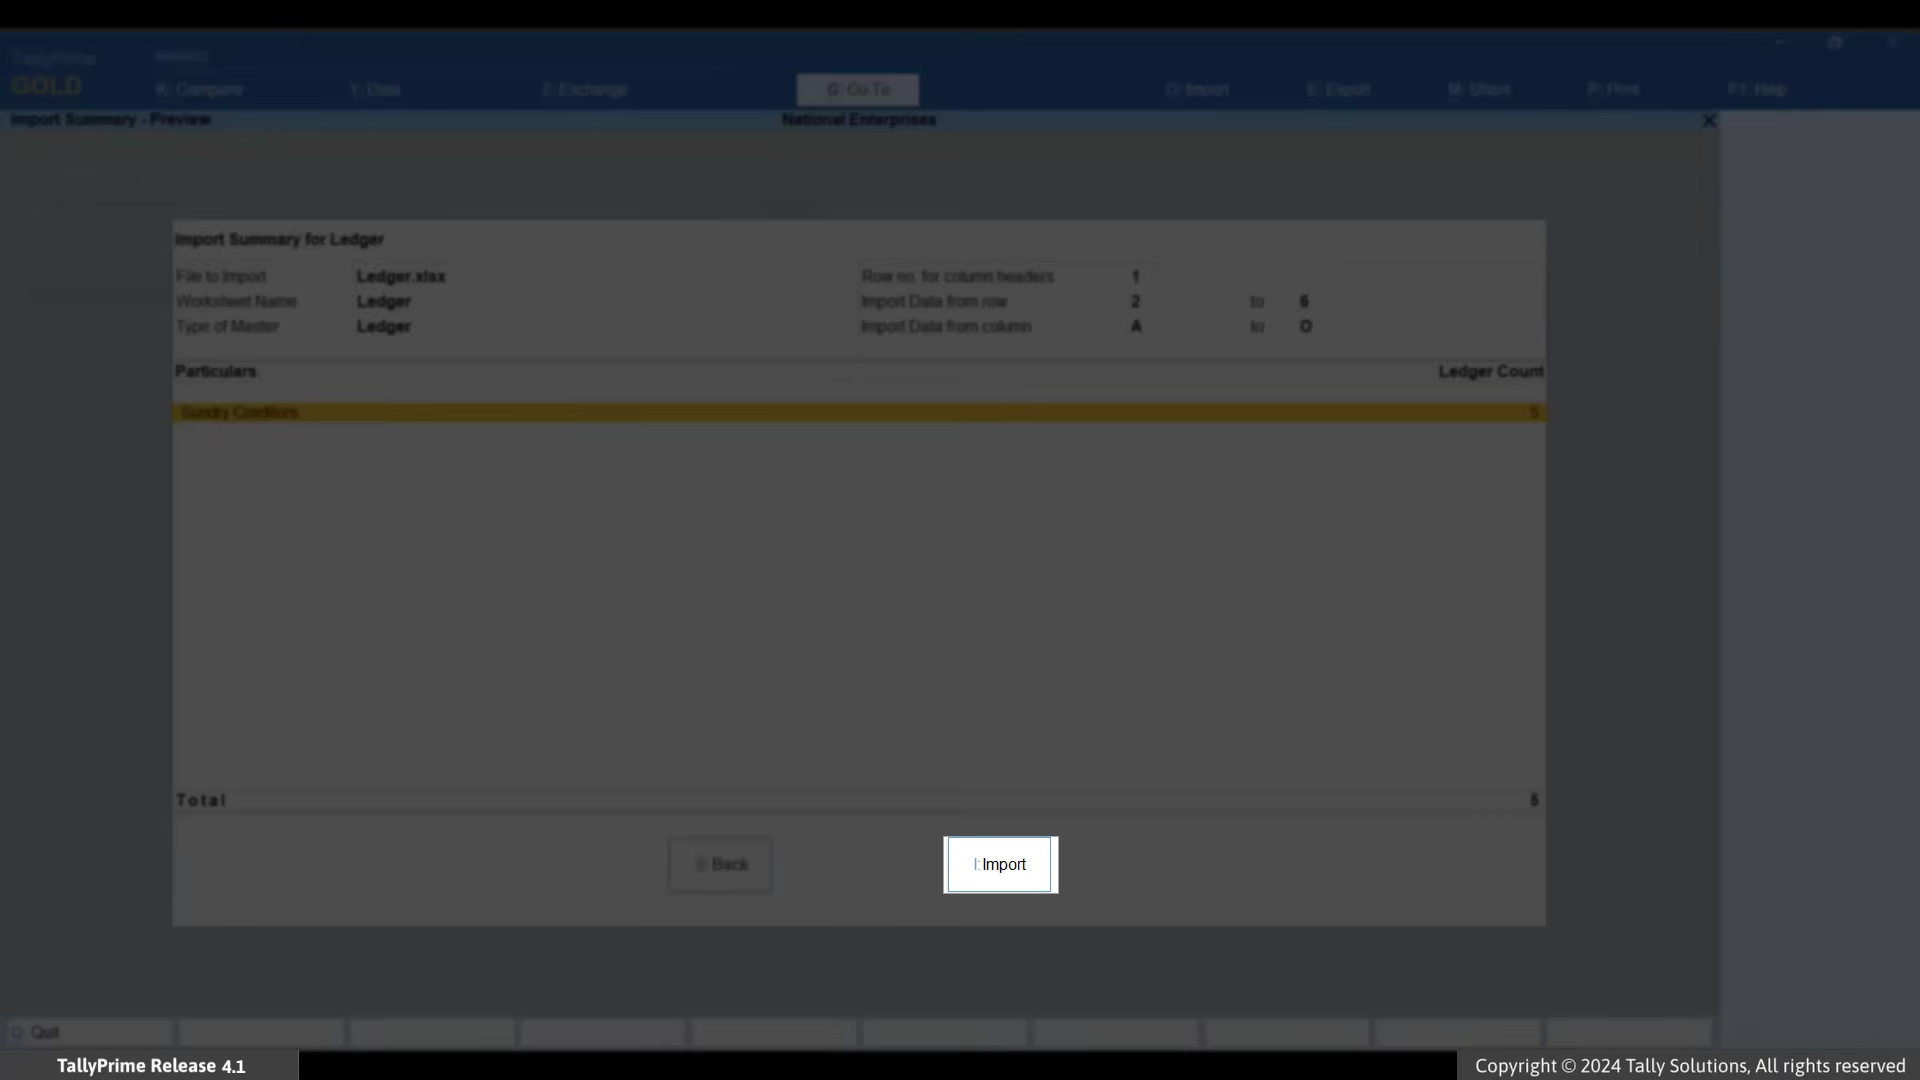 TallyPrime
GOLD
K: Company Y: Data Z: Exchange G: Go To O: Import E: Export M: Share P: Print F1: Help
Import Summary - Preview National Enterprises
Import Summary for Ledger
File to Import Ledger.xlsx Row no. for column headers 1
Worksheet Name Ledger Import Data from row 2 to 6
Type of Master Ledger Import Data from column A to O
Particulars Ledger Count
Sundry Creditors 5
Total 5
Back I: Import
Q: Quit
TallyPrime Release 4.1 Copyright © 2024 Tally Solutions, All rights reserved